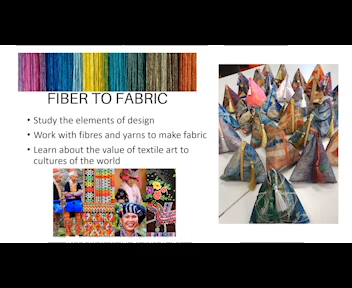 FIBER TO FABRIC
• Study the elements of design
• Work with fibres and yarns to make fabric
• Learn about the value of textile art to
cultures of the world